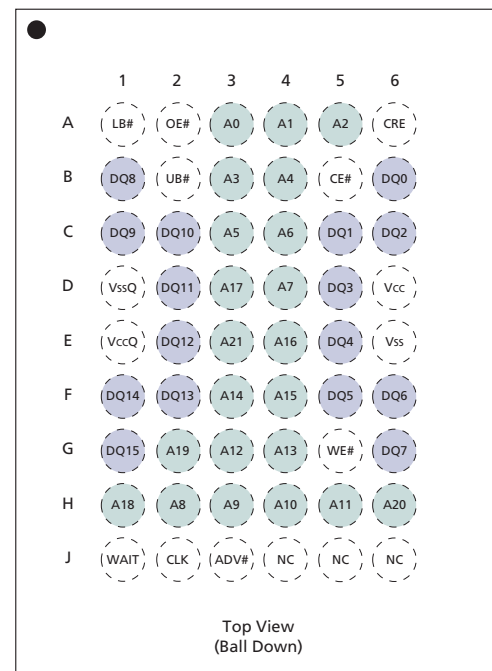 1 2 3 4 5 6
A LB# OE# A0 A1 A2 CRE
B DQ8 UB# A3 A4 CE# DQ0
C DQ9 DQ10 A5 A6 DQ1 DQ2
D VssQ DQ11 A17 A7 DQ3 Vcc
E VccQ DQ12 A21 A16 DQ4 Vss
F DQ14 DQ13 A14 A15 DQ5 DQ6
G DQ15 A19 A12 A13 WE# DQ7
H A18 A8 A9 A10 A11 A20
J WAIT CLK ADV# NC NC NC
Top View
(Ball Down)